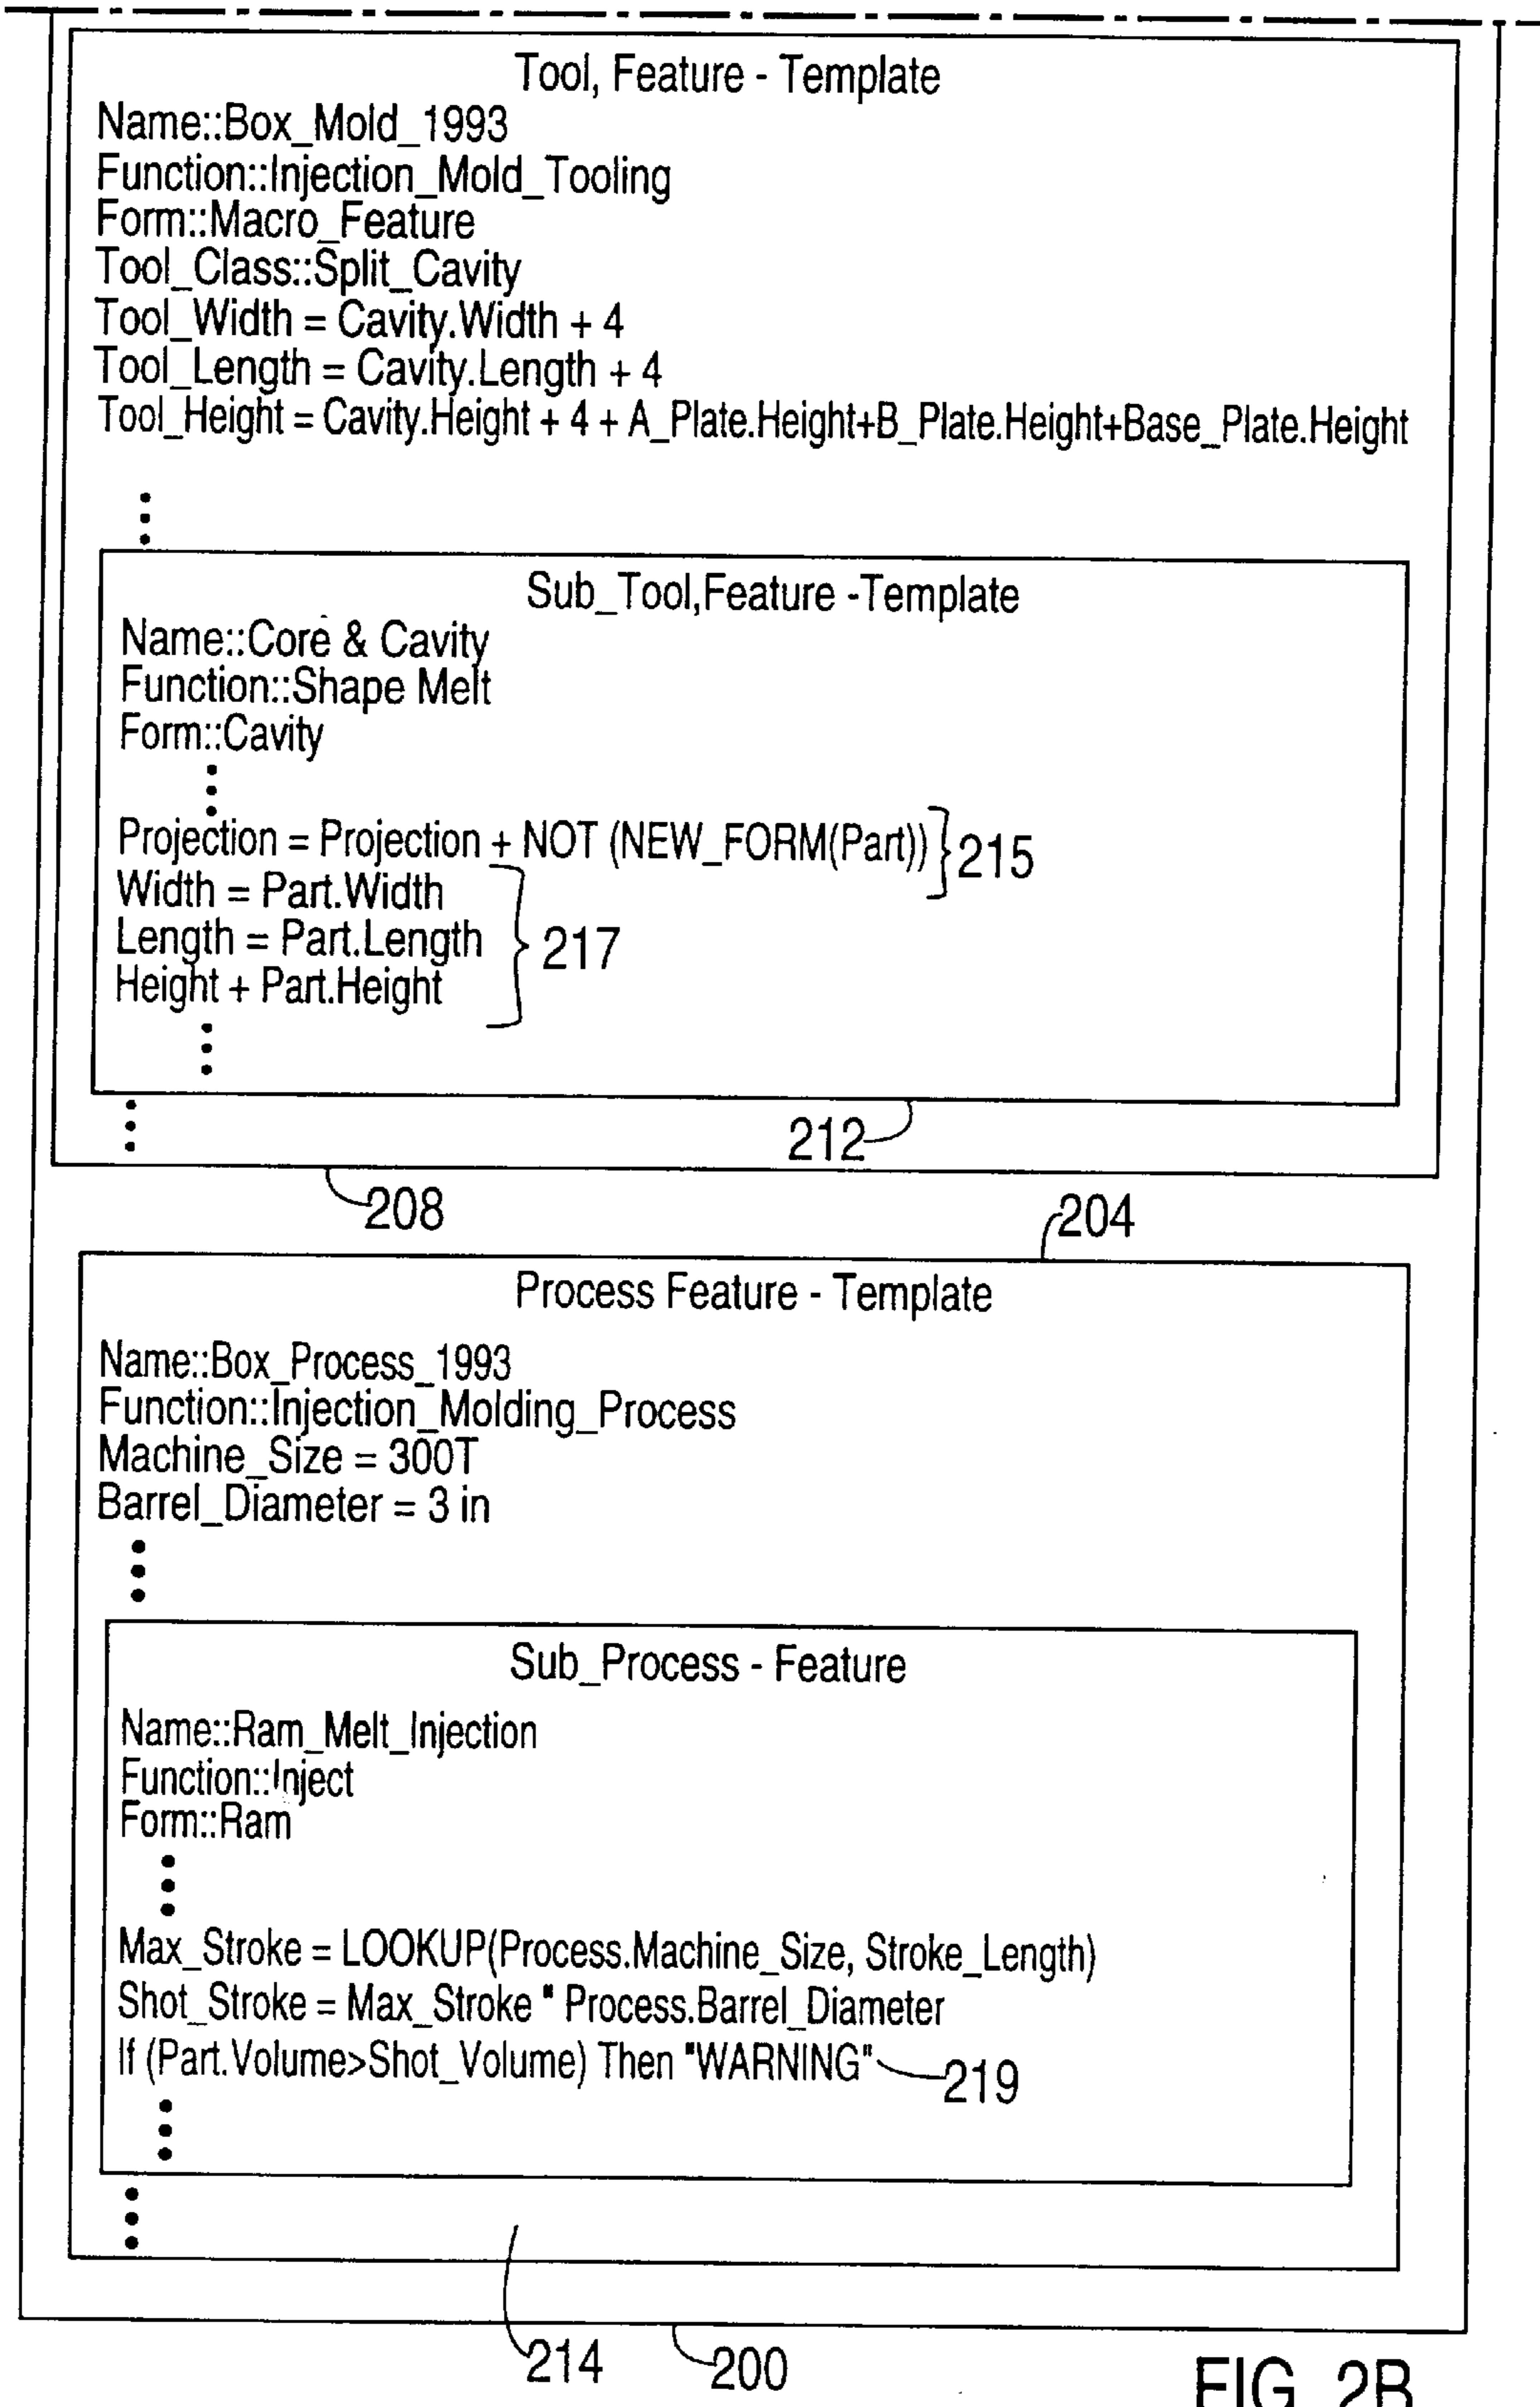 Tool, Feature - Template
Name::Box_Mold_1993
Function::Injection_Mold_Tooling
Form::Macro_Feature
Tool_Class::Split_Cavity
Tool_Width = Cavity.Width + 4
Tool_Length = Cavity.Length + 4
Tool_Height = Cavity.Height + 4 + A_Plate.Height+B_Plate.Height+Base_Plate.Height
Sub_Tool,Feature -Template
Name::Core & Cavity
Function::Shape Melt
Form::Cavity
Projection = Projection + NOT (NEW_FORM(Part)) 215
Width = Part.Width
Length = Part.Length 217
Height + Part.Height
212
208
204
Process Feature - Template
Name::Box_Process_1993
Function::Injection_Molding_Process
Machine_Size = 300T
Barrel_Diameter = 3 in
Sub_Process - Feature
Name::Ram_Melt_Injection
Function::Inject
Form::Ram
Max_Stroke = LOOKUP(Process.Machine_Size, Stroke_Length)
Shot_Stroke = Max_Stroke * Process.Barrel_Diameter
If (Part.Volume>Shot_Volume) Then "WARNING" 219
214 200
FIG. 2B